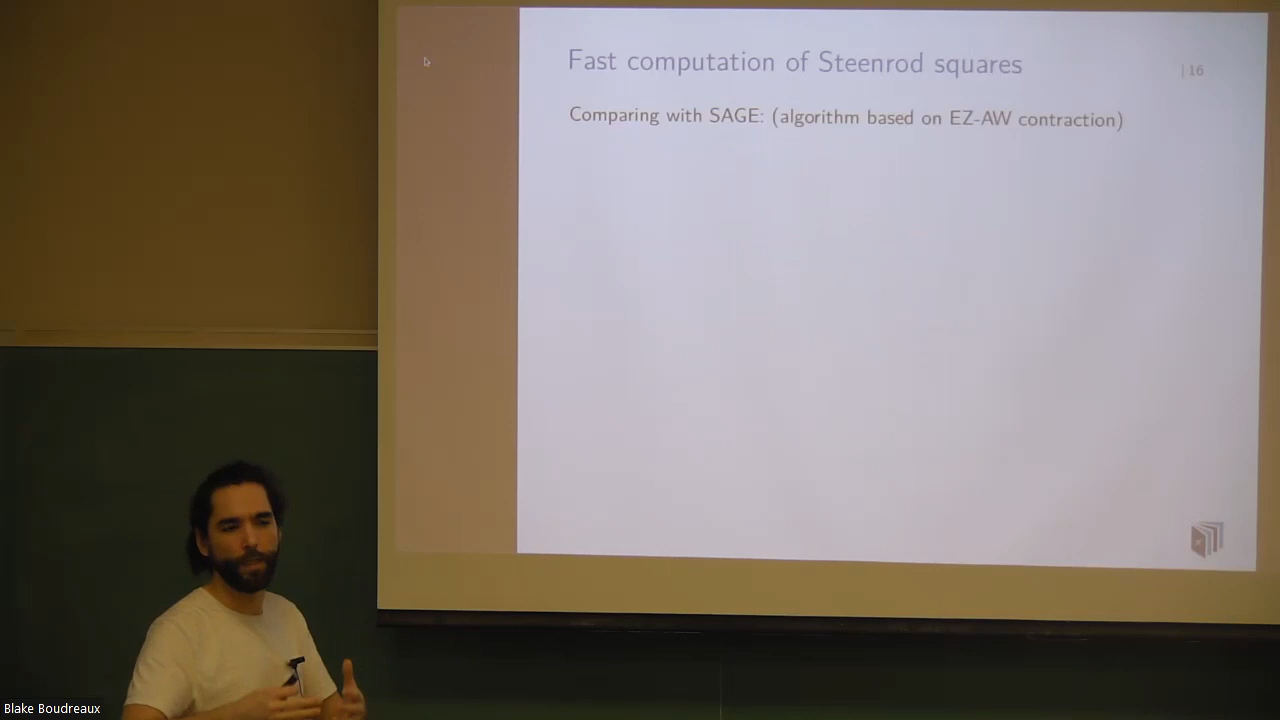 Fast computation of Steenrod squares
| 16
Comparing with SAGE: (algorithm based on EZ-AW contraction)
Blake Boudreaux